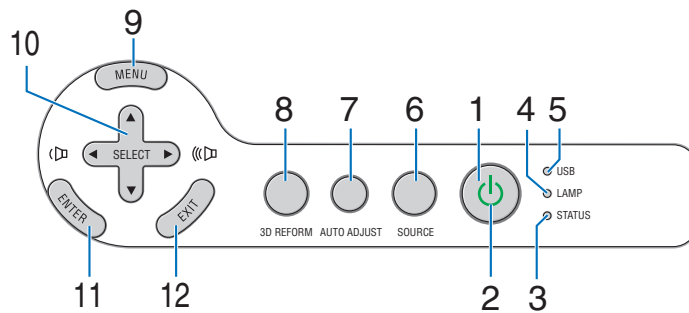 9
10
MENU
8 7 6 1 4 5
SELECT
USB
LAMP
STATUS
ENTER
EXIT
3D REFORM AUTO ADJUST SOURCE
11 12 2 3